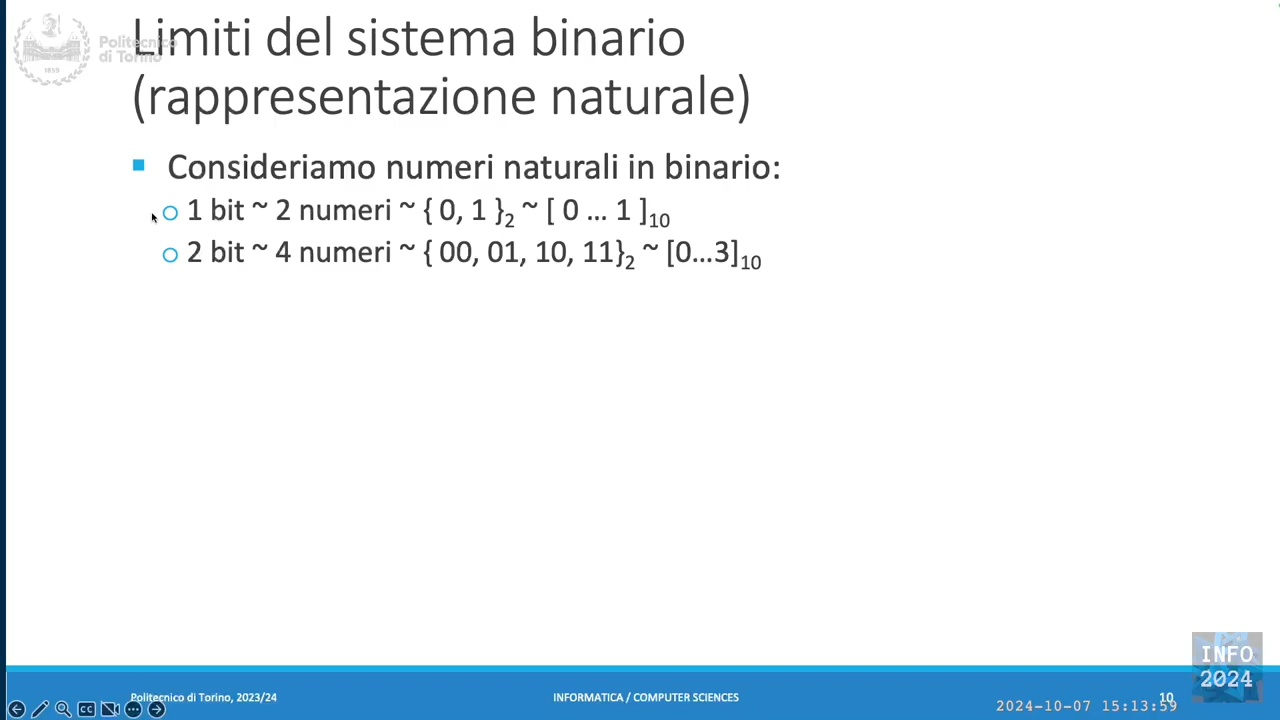 Politecnico
di Torino
1859
Limiti del sistema binario
(rappresentazione naturale)
Consideriamo numeri naturali in binario:
1 bit ~ 2 numeri ~ { 0, 1 }2 ~ [ 0 … 1 ]10
2 bit ~ 4 numeri ~ { 00, 01, 10, 11}2 ~ [0…3]10
INFO
2024
Politecnico di Torino, 2023/24
INFORMATICA / COMPUTER SCIENCES
10
2024-10-07 15:13:59
CC